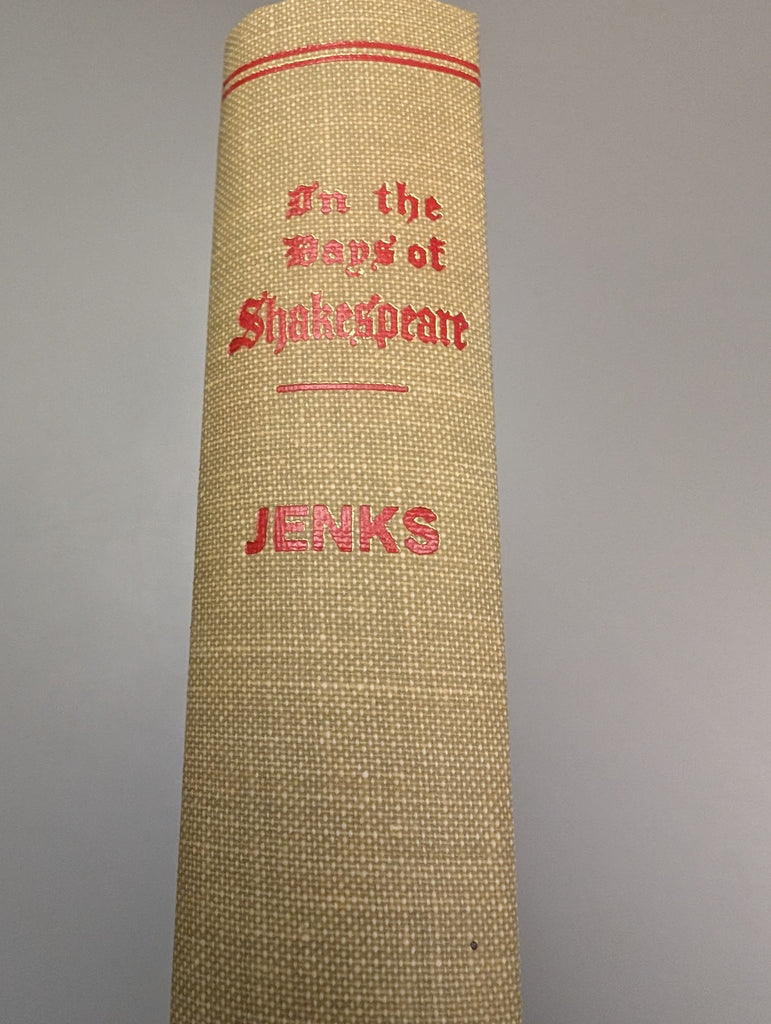 In the
Days of
Shakespeare
JENKS